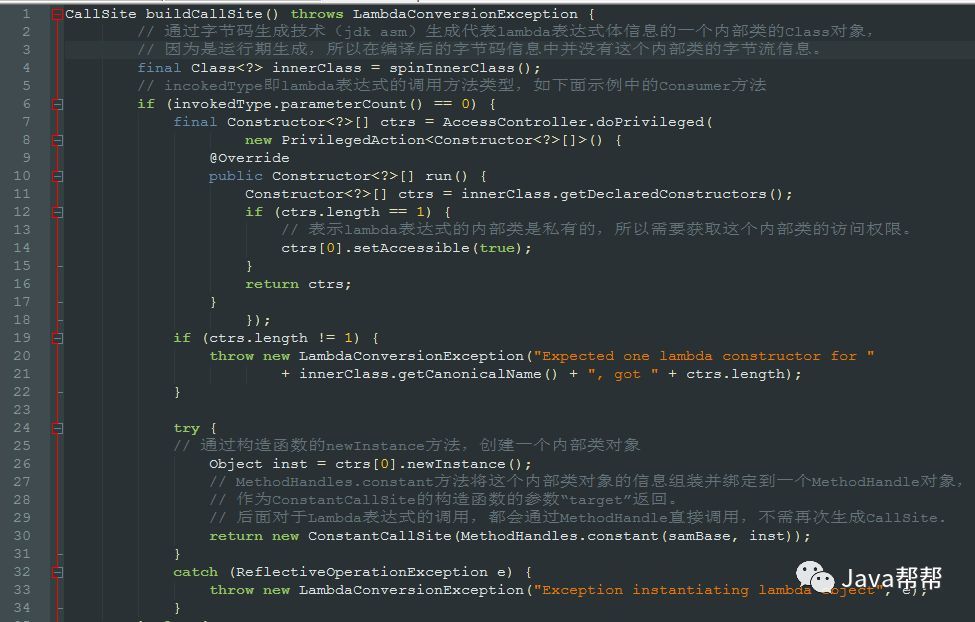 1 CallSite buildCallSite() throws LambdaConversionException {
2 // 通过字节码生成技术（jdk asm）生成代表lambda表达式体信息的一个内部类的Class对象，
3 // 因为是运行期生成，所以在编译后的字节码信息中并没有这个内部类的字节流信息。
4 final Class<?> innerClass = spinInnerClass();
5 // incokedType即lambda表达式的调用方法类型，如下面示例中的Consumer方法
6 if (invokedType.parameterCount() == 0) {
7 final Constructor<?>[] ctrs = AccessController.doPrivileged(
8 new PrivilegedAction<Constructor<?>[]>() {
9 @Override
10 public Constructor<?>[] run() {
11 Constructor<?>[] ctrs = innerClass.getDeclaredConstructors();
12 if (ctrs.length == 1) {
13 // 表示lambda表达式的内部类是私有的，所以需要获取这个内部类的访问权限。
14 ctrs[0].setAccessible(true);
15 }
16 return ctrs;
17 }
18 });
19 if (ctrs.length != 1) {
20 throw new LambdaConversionException("Expected one lambda constructor for "
21 + innerClass.getCanonicalName() + ", got " + ctrs.length);
22 }
23
24 try {
25 // 通过构造函数的newInstance方法，创建一个内部类对象
26 Object inst = ctrs[0].newInstance();
27 // MethodHandles.constant方法将这个内部类对象的信息组装并绑定到一个MethodHandle对象，
28 // 作为ConstantCallSite的构造函数的参数“target”返回。
29 // 后面对于Lambda表达式的调用，都会通过MethodHandle直接调用，不需再次生成CallSite.
30 return new ConstantCallSite(MethodHandles.constant(samBase, inst));
31 }
32 catch (ReflectiveOperationException e) {
33 throw new LambdaConversionException("Exception instantiating lambda object", e);
34 }
Java帮帮